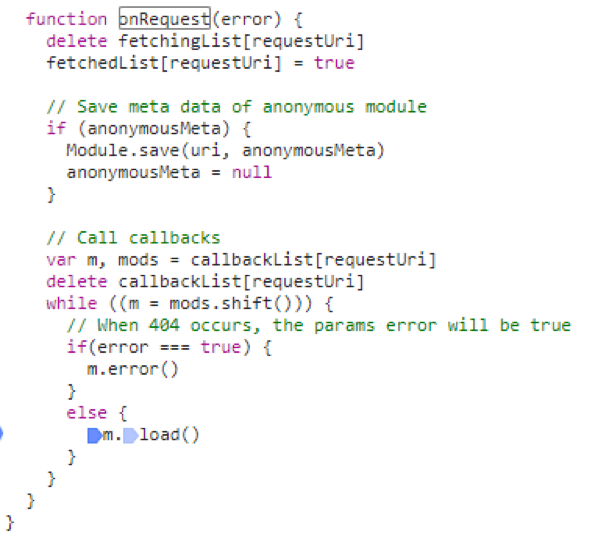 function onRequest(error) {
delete fetchingList[requestUri]
fetchedList[requestUri] = true
// Save meta data of anonymous module
if (anonymousMeta) {
Module.save(uri, anonymousMeta)
anonymousMeta = null
}
// Call callbacks
var m, mods = callbackList[requestUri]
delete callbackList[requestUri]
while ((m = mods.shift())) {
// When 404 occurs, the params error will be true
if(error === true) {
m.error()
}
else {
m.load()
}
}
}
}